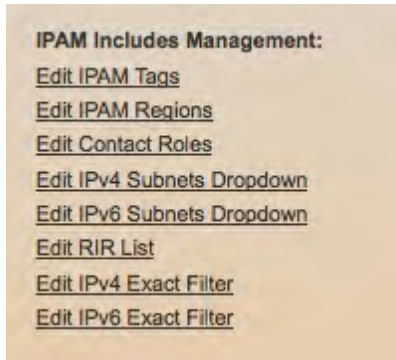 IPAM Includes Management:
Edit IPAM Tags
Edit IPAM Regions
Edit Contact Roles
Edit IPv4 Subnets Dropdown
Edit IPv6 Subnets Dropdown
Edit RIR List
Edit IPv4 Exact Filter
Edit IPv6 Exact Filter